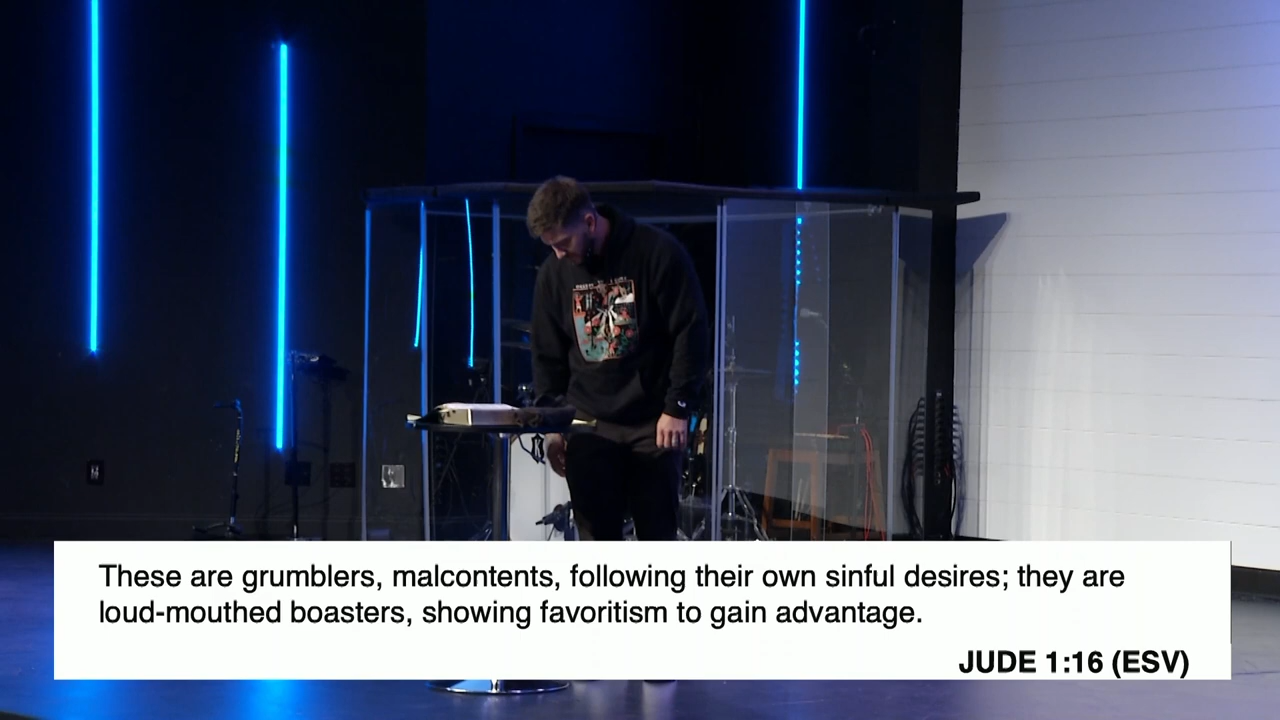 These are grumblers, malcontents, following their own sinful desires; they are
loud-mouthed boasters, showing favoritism to gain advantage.
JUDE 1:16 (ESV)